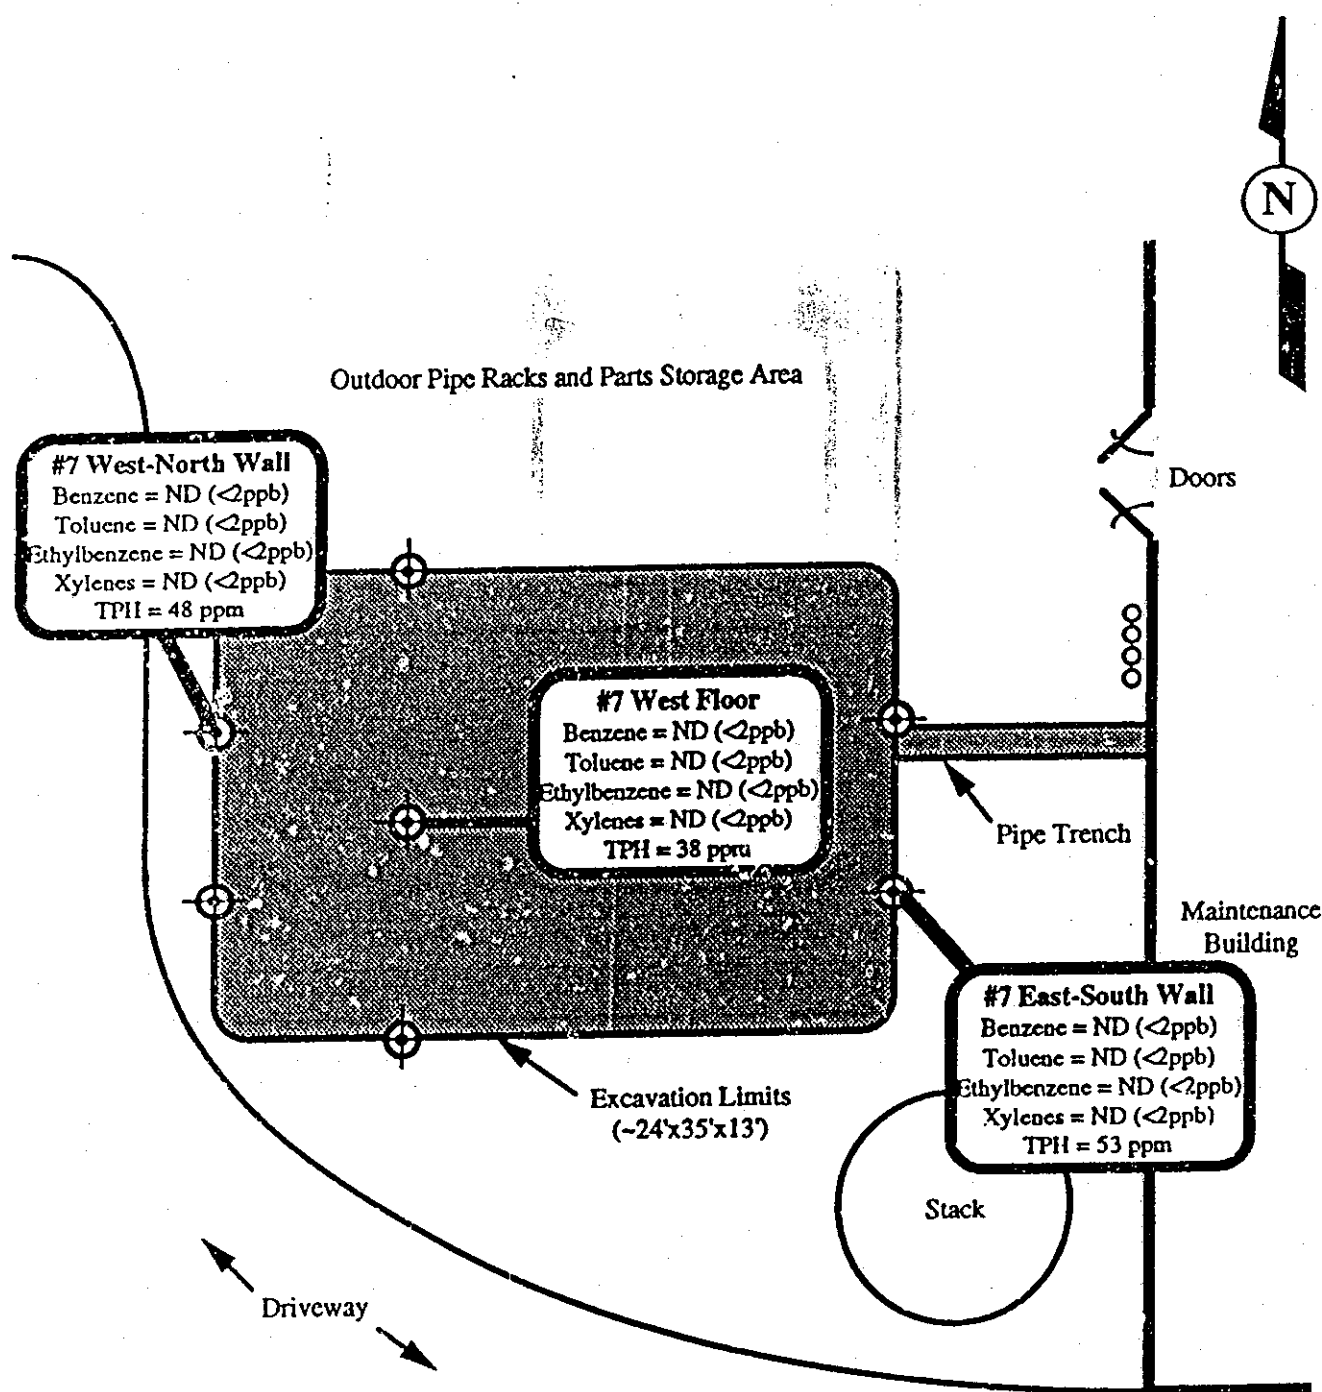 N
Outdoor Pipe Racks and Parts Storage Area
#7 West-North Wall
Benzene = ND (<2ppb)
Toluene = ND (<2ppb)
Ethylbenzene = ND (<2ppb)
Xylenes = ND (<2ppb)
TPH = 48 ppm
Doors
#7 West Floor
Benzene = ND (<2ppb)
Toluene = ND (<2ppb)
Ethylbenzene = ND (<2ppb)
Xylenes = ND (<2ppb)
TPH = 38 ppm
Pipe Trench
Maintenance
Building
#7 East-South Wall
Benzene = ND (<2ppb)
Toluene = ND (<2ppb)
Ethylbenzene = ND (<2ppb)
Xylenes = ND (<2ppb)
TPH = 53 ppm
Excavation Limits
(~24'x35'x13')
Stack
Driveway